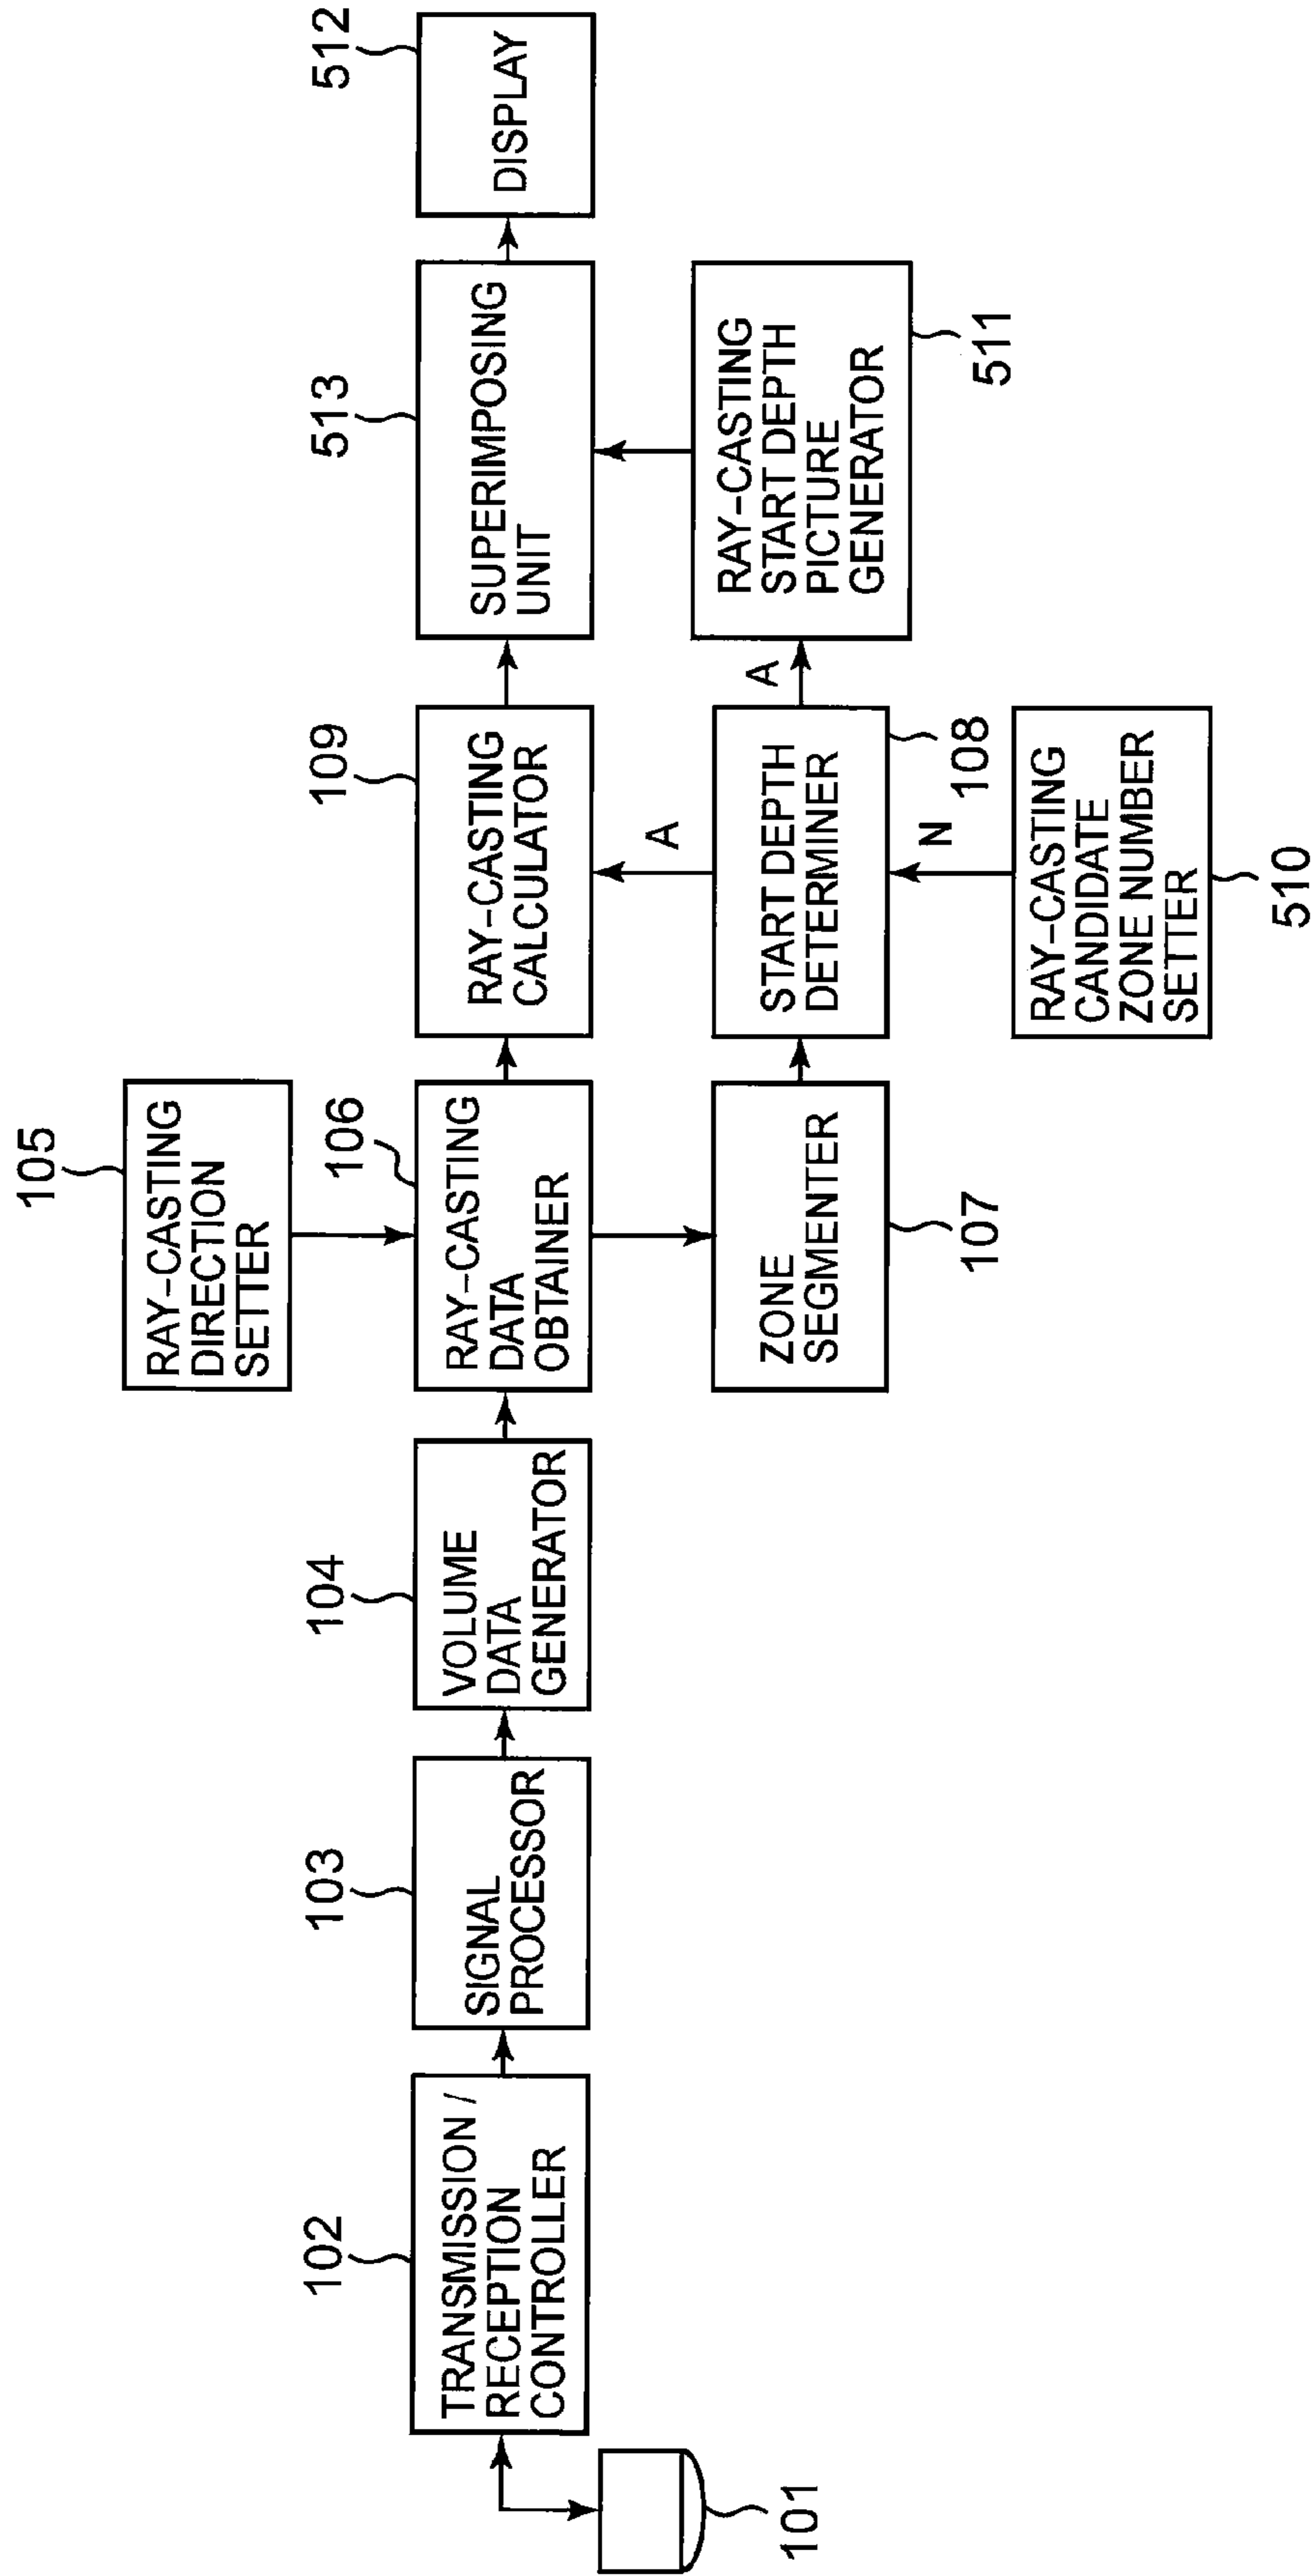 105
RAY-CASTING
DIRECTION
SETTER
102
TRANSMISSION /
RECEPTION
CONTROLLER
103
SIGNAL
PROCESSOR
104
VOLUME
DATA
GENERATOR
106
RAY-CASTING
DATA
OBTAINER
109
RAY-CASTING
CALCULATOR
513
SUPERIMPOSING
UNIT
512
DISPLAY
101
ZONE
SEGMENTER
107
A
START DEPTH
DETERMINER
108
A
RAY-CASTING
START DEPTH
PICTURE
GENERATOR
511
N
RAY-CASTING
CANDIDATE
ZONE NUMBER
SETTER
510